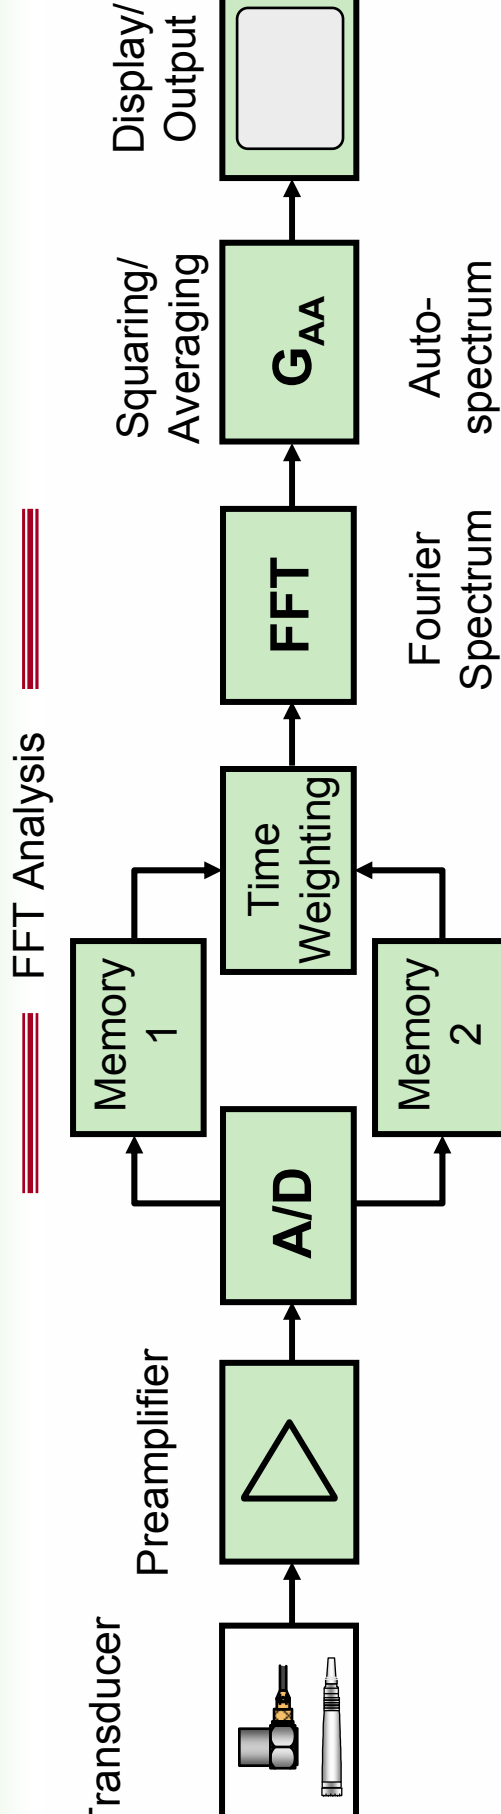 FFT Analysis
Transducer
Preamplifier
A/D
Memory
1
Memory
2
Time
Weighting
FFT
Fourier
Spectrum
Squaring/
Averaging
GAA
Auto-
spectrum
Display/
Output